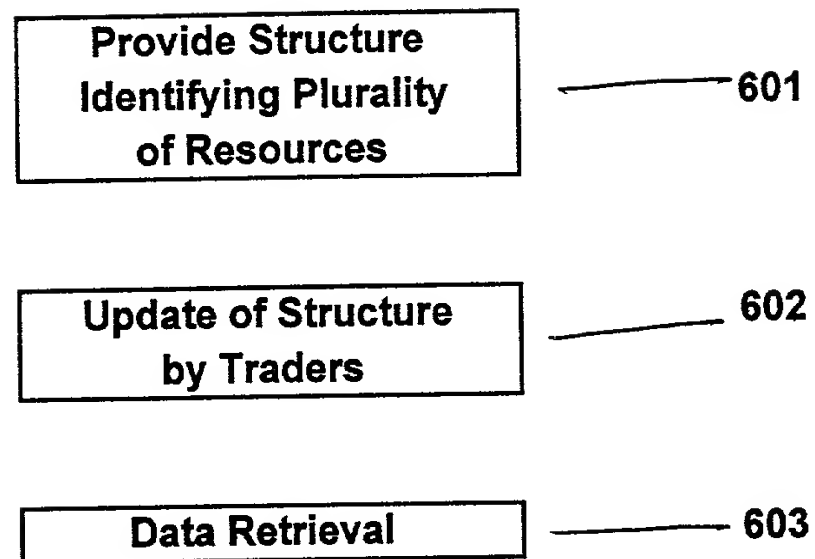 Provide Structure
Identifying Plurality
of Resources
601
Update of Structure
by Traders
602
Data Retrieval
603